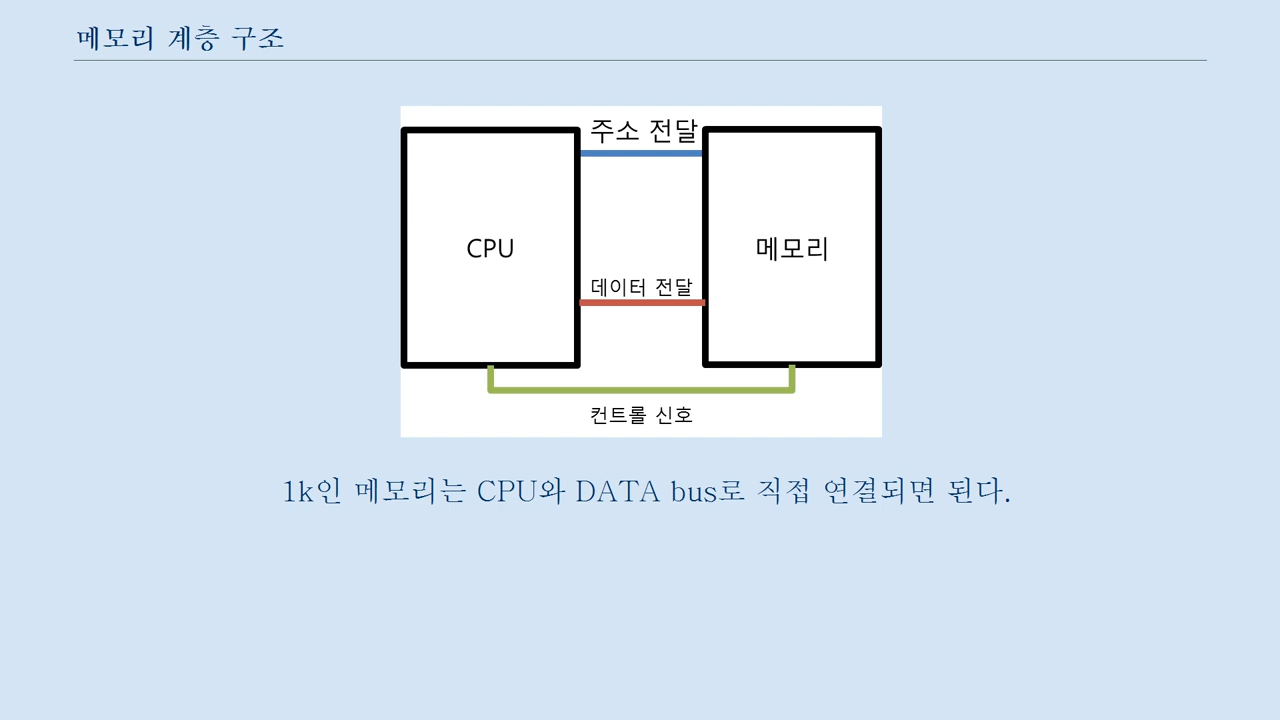 메모리 계층 구조
주소 전달
CPU
메모리
데이터 전달
컨트롤 신호
1k인 메모리는 CPU와 DATA bus로 직접 연결되면 된다.